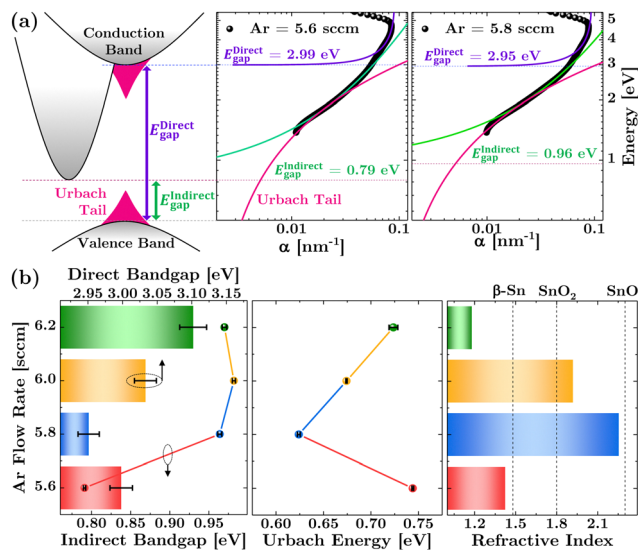 (a)
Conduction
Band
E^Direct_gap
E^Indirect_gap
Urbach
Tail
Valence Band
Ar = 5.6 sccm
E^Direct_gap = 2.99 eV
E^Indirect_gap = 0.79 eV
Urbach Tail
0.01 0.1
α [nm⁻¹]
Ar = 5.8 sccm
E^Direct_gap = 2.95 eV
E^Indirect_gap = 0.96 eV
0.01 0.1
α [nm⁻¹]
5
4
3
2
1
Energy [eV]
(b)
Direct Bandgap [eV]
2.95 3.00 3.05 3.10 3.15
Ar Flow Rate [sccm]
6.2
6.0
5.8
5.6
0.80 0.85 0.90 0.95
Indirect Bandgap [eV]
0.60 0.65 0.70 0.75
Urbach Energy [eV]
β-Sn SnO₂ SnO
1.2 1.5 1.8 2.1
Refractive Index